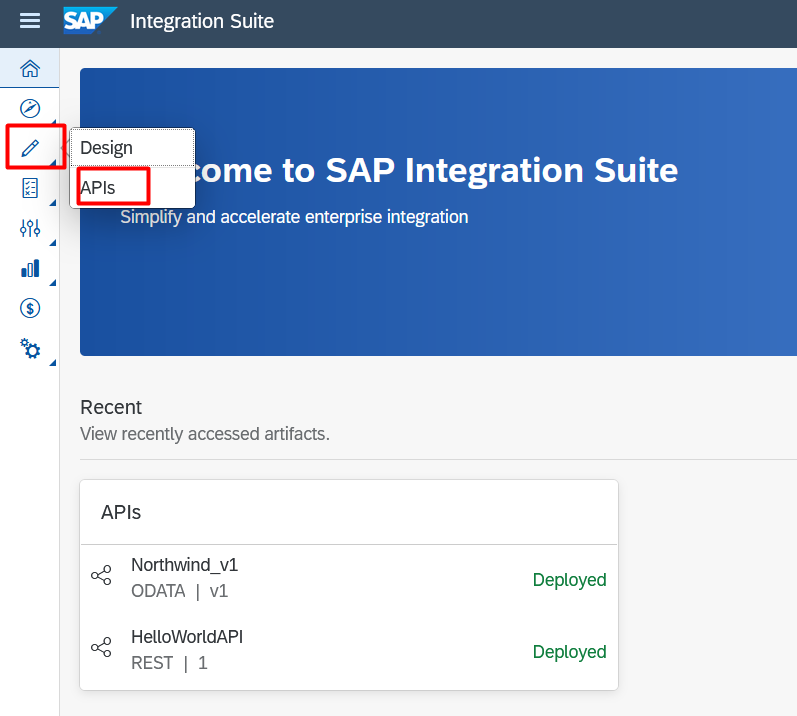 SAP Integration Suite
Design
APIs
come to SAP Integration Suite
Simplify and accelerate enterprise integration
Recent
View recently accessed artifacts.
APIs
Northwind_v1
ODATA | v1
Deployed
HelloWorldAPI
REST | 1
Deployed